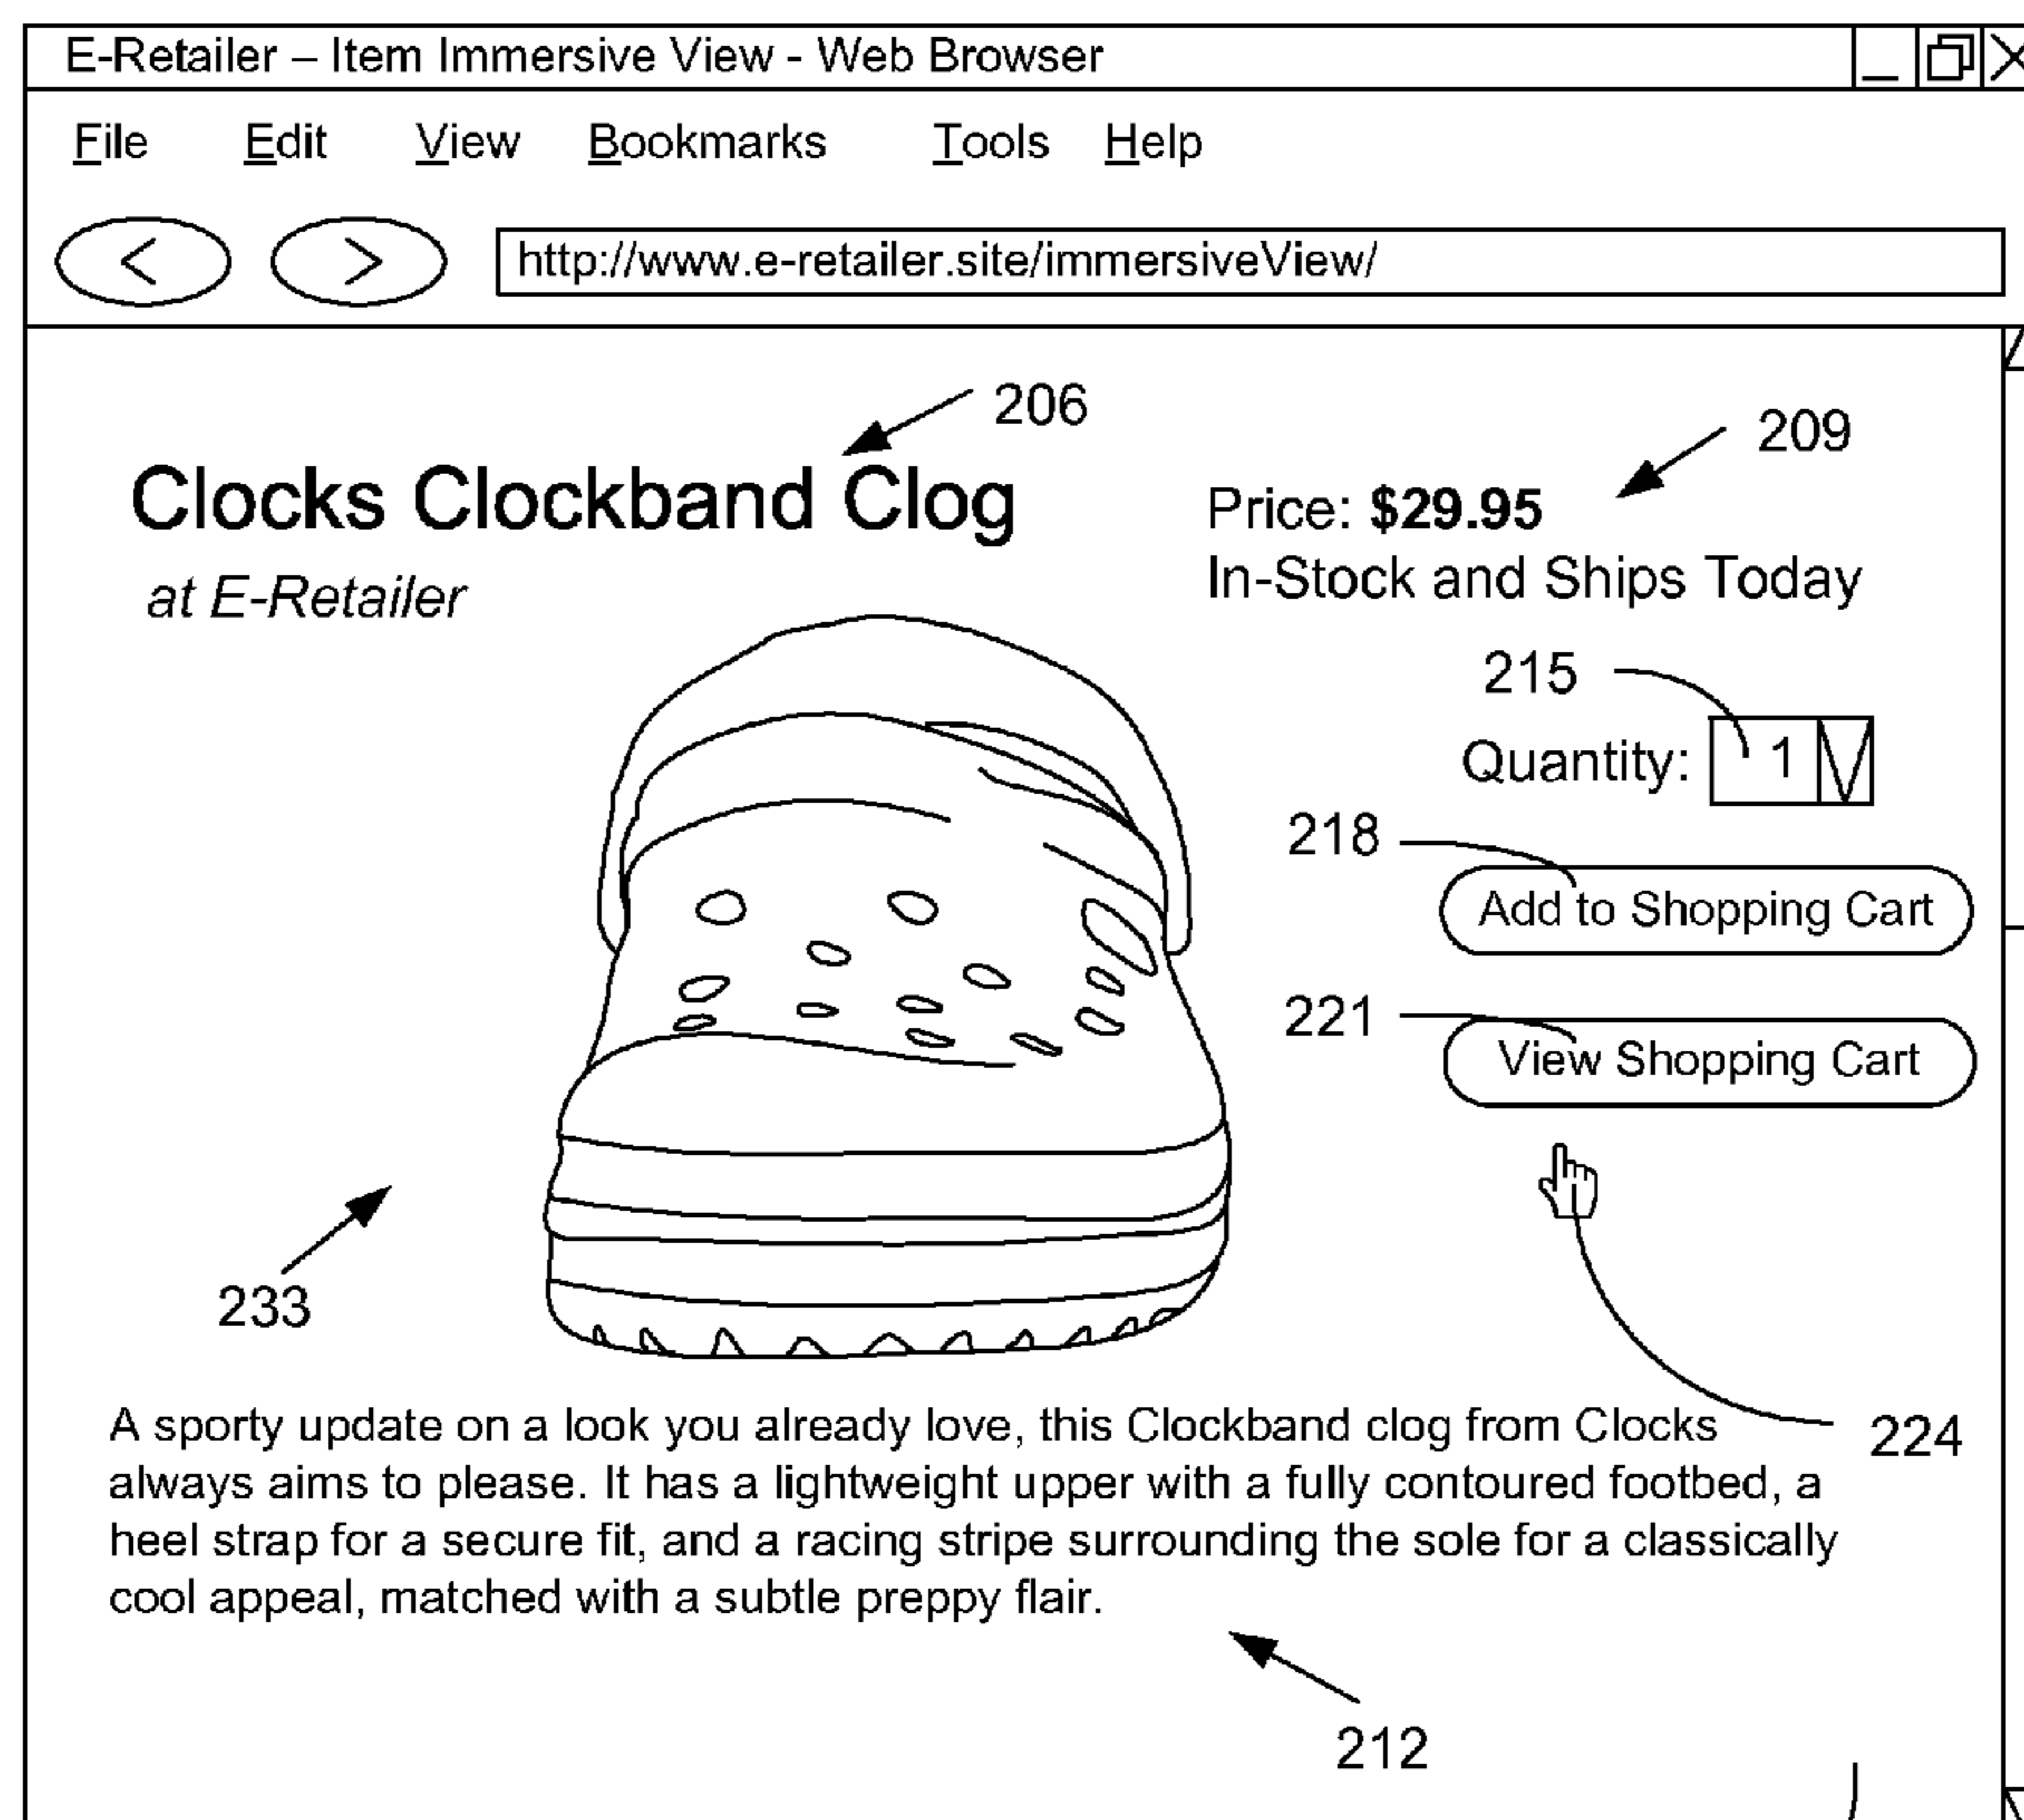 E-Retailer – Item Immersive View - Web Browser
File Edit View Bookmarks Tools Help
< > http://www.e-retailer.site/immersiveView/
206
209
Clocks Clockband Clog
Price: $29.95
at E-Retailer
In-Stock and Ships Today
215
Quantity: 1
218
Add to Shopping Cart
221
View Shopping Cart
233
A sporty update on a look you already love, this Clockband clog from Clocks
224
always aims to please. It has a lightweight upper with a fully contoured footbed, a
heel strap for a secure fit, and a racing stripe surrounding the sole for a classically
cool appeal, matched with a subtle preppy flair.
212